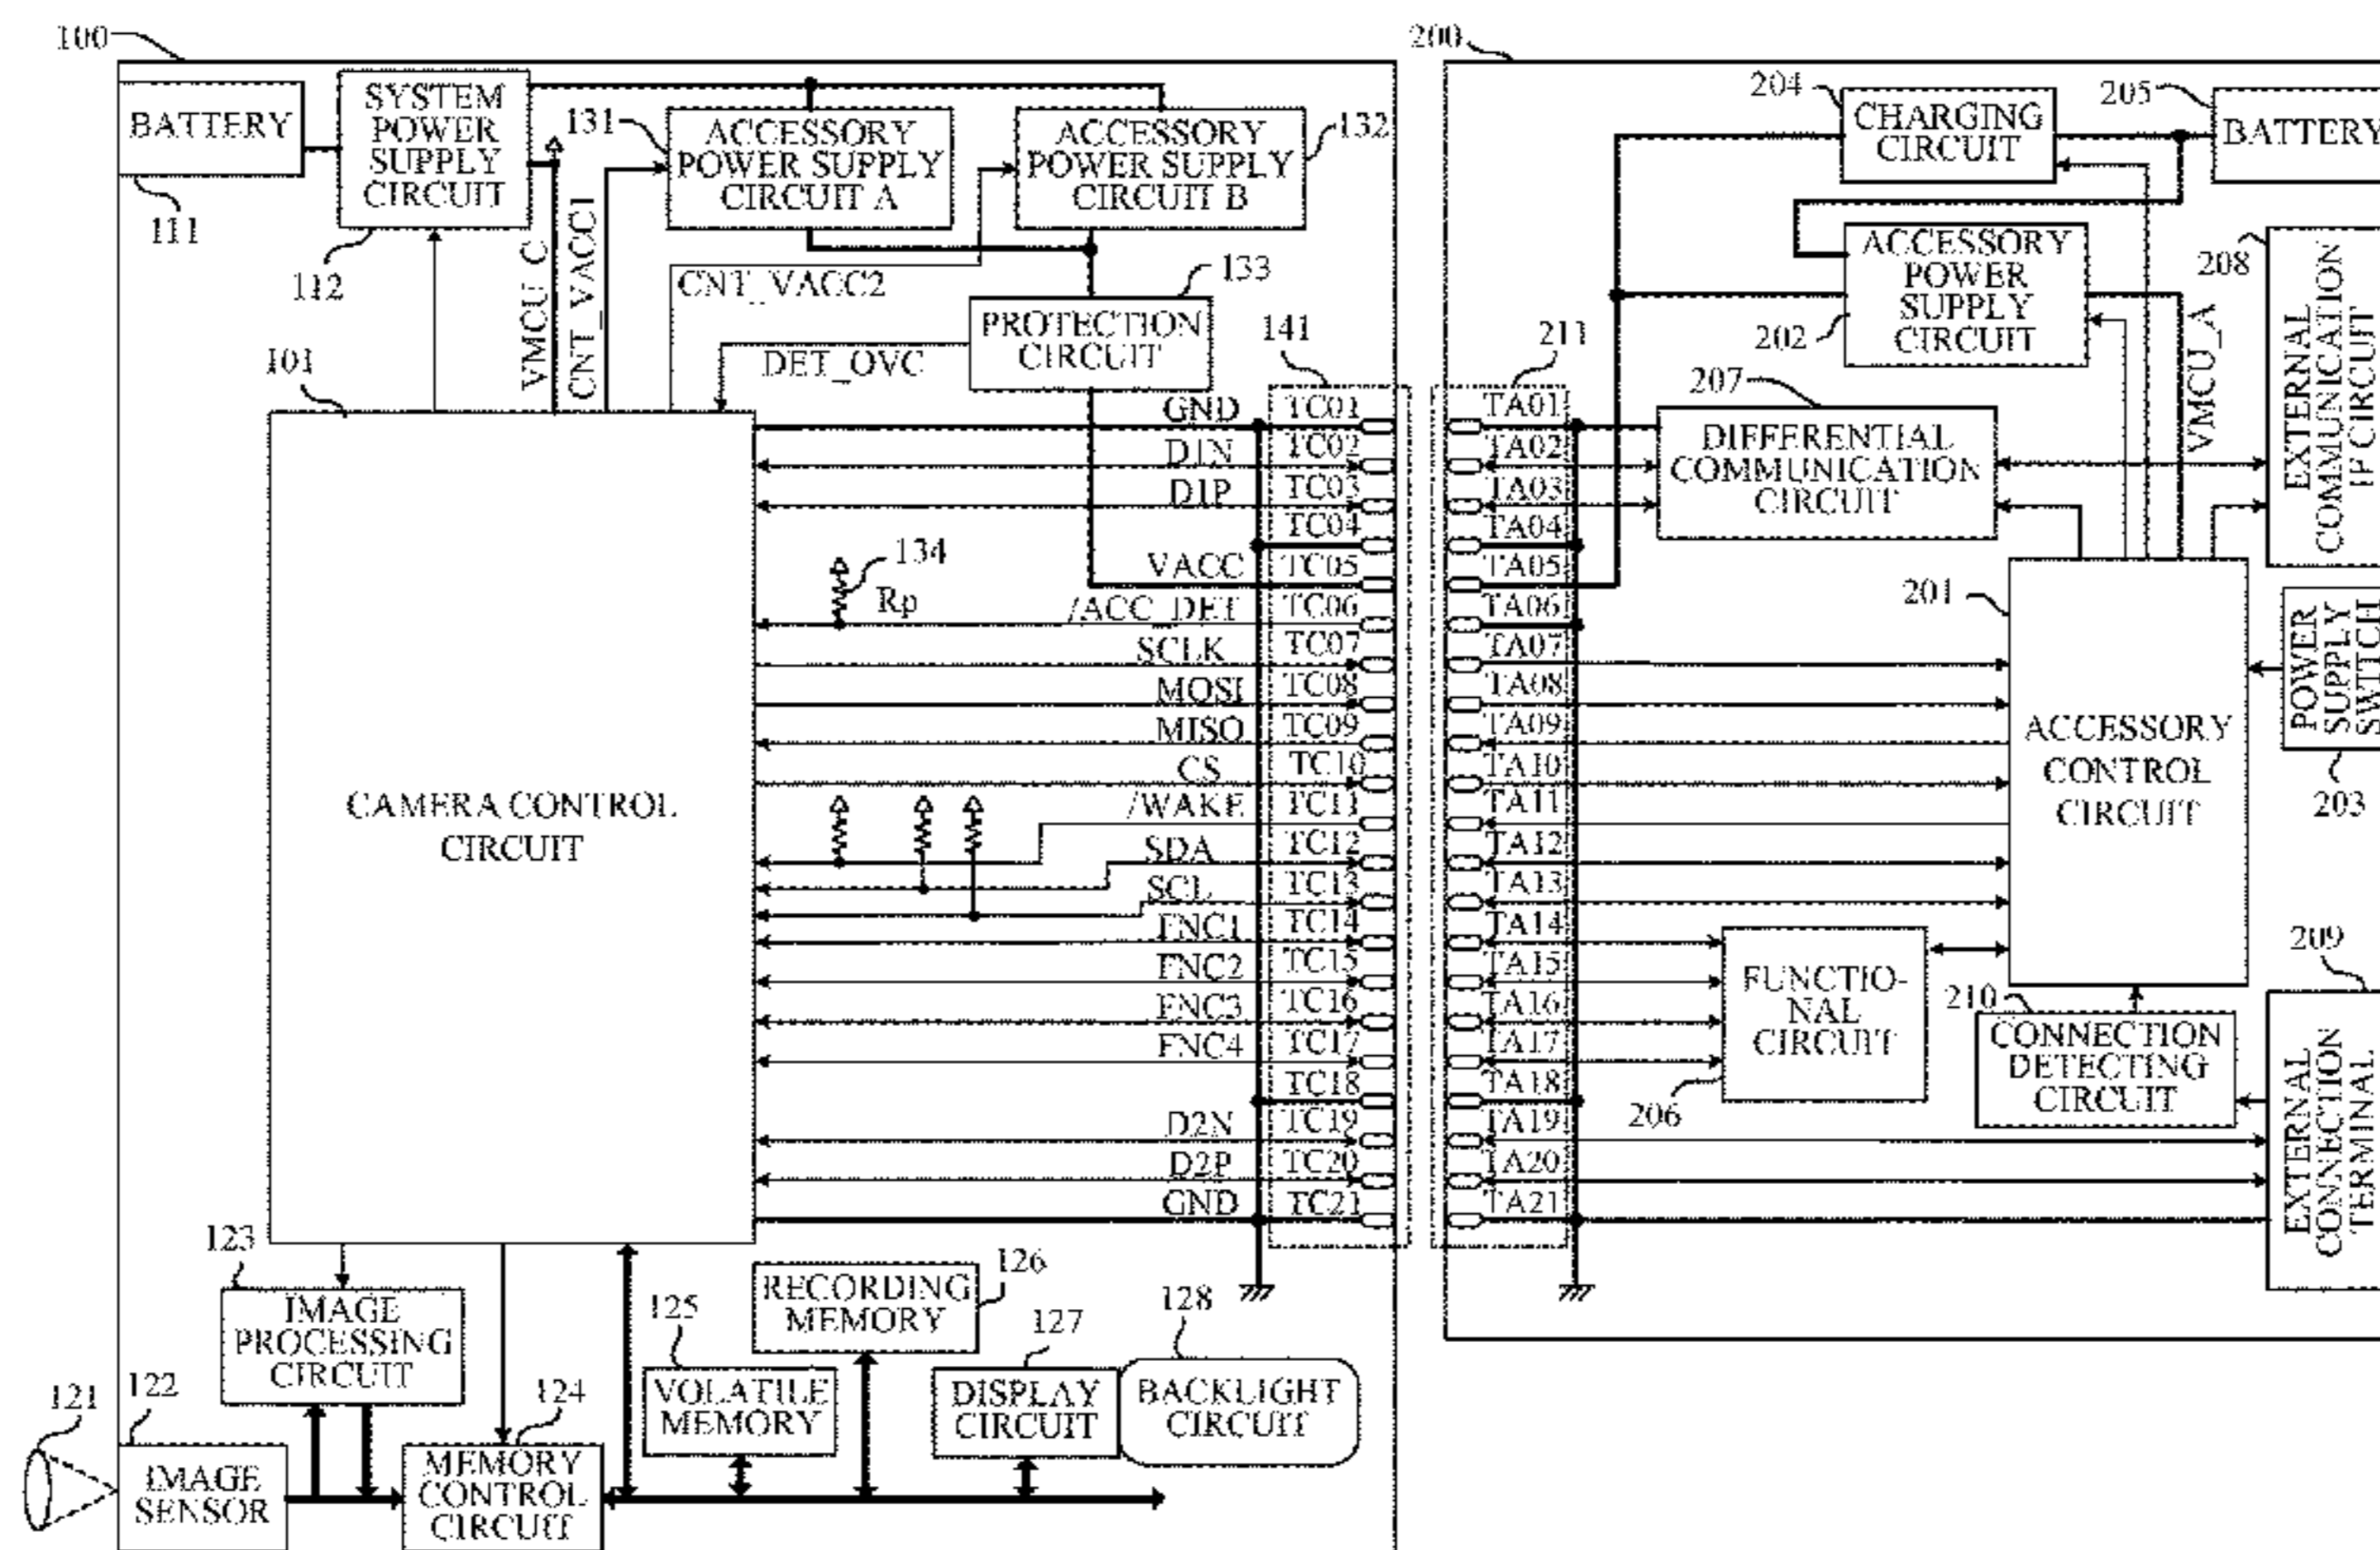 100
200
BATTERY
111
SYSTEM
POWER
SUPPLY
CIRCUIT
112
131
ACCESSORY
POWER SUPPLY
CIRCUIT A
ACCESSORY
POWER SUPPLY
CIRCUIT B
132
VMCU_C
CNT_VACC1
CNT_VACC2
133
PROTECTION
CIRCUIT
DET_OVC
101
CAMERA CONTROL
CIRCUIT
134
Rp
141
GND
D1N
D1P
VACC
/ACC_DET
SCLK
MOSI
MISO
CS
/WAKE
SDA
SCL
FNC1
FNC2
FNC3
FNC4
D2N
D2P
GND
TC01
TC02
TC03
TC04
TC05
TC06
TC07
TC08
TC09
TC10
TC11
TC12
TC13
TC14
TC15
TC16
TC17
TC18
TC19
TC20
TC21
123
IMAGE
PROCESSING
CIRCUIT
121
122
IMAGE
SENSOR
124
MEMORY
CONTROL
CIRCUIT
125
VOLATILE
MEMORY
RECORDING
MEMORY
126
127
DISPLAY
CIRCUIT
128
BACKLIGHT
CIRCUIT
204
CHARGING
CIRCUIT
205
BATTERY
ACCESSORY
POWER
SUPPLY
CIRCUIT
202
208
EXTERNAL
COMMUNICATION
IF CIRCUIT
VMCU_A
211
207
DIFFERENTIAL
COMMUNICATION
CIRCUIT
TA01
TA02
TA03
TA04
TA05
TA06
TA07
TA08
TA09
TA10
TA11
TA12
TA13
TA14
TA15
TA16
TA17
TA18
TA19
TA20
TA21
201
ACCESSORY
CONTROL
CIRCUIT
POWER
SUPPLY
SWITCH
203
FUNCTIO-
NAL
CIRCUIT
206
210
CONNECTION
DETECTING
CIRCUIT
209
EXTERNAL
CONNECTION
TERMINAL